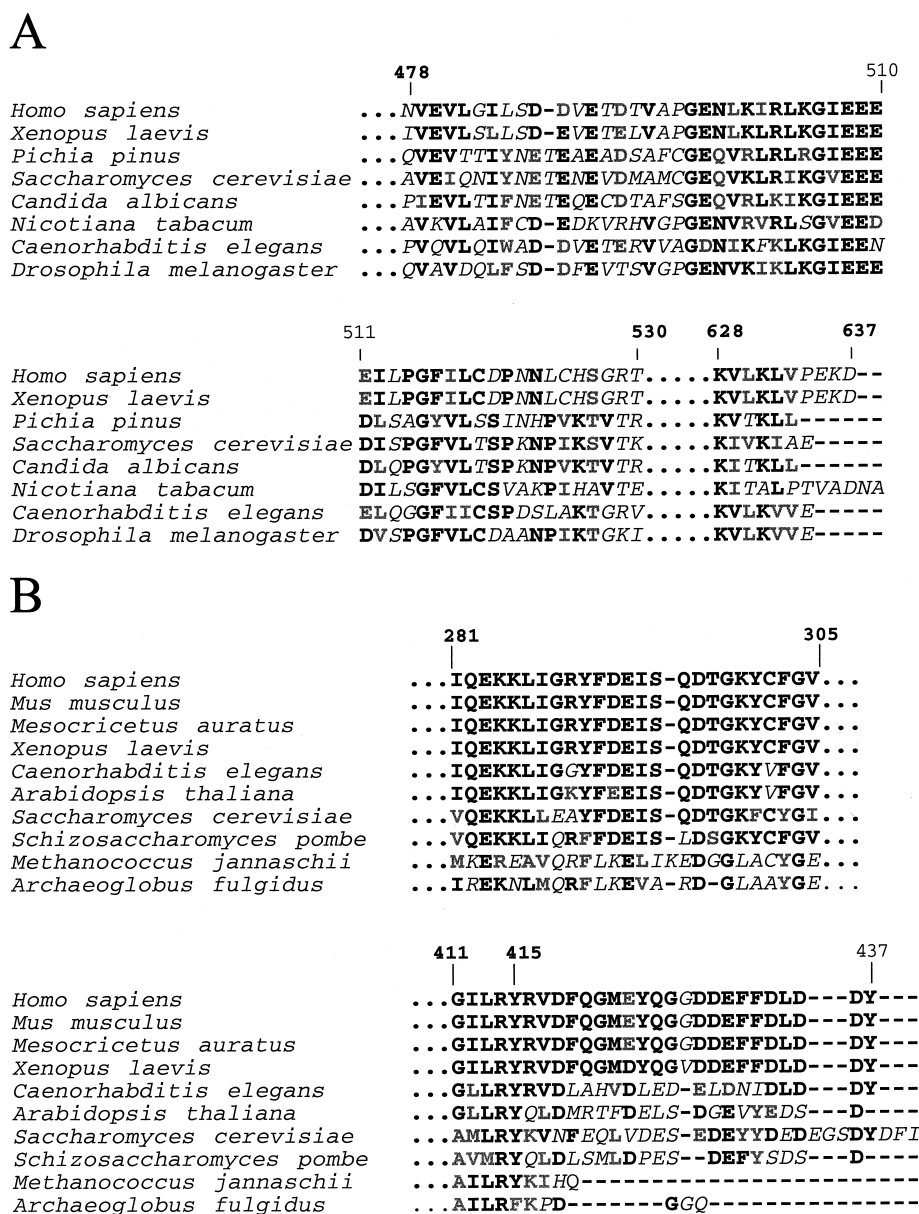 A
478 510
Homo sapiens ...NVEVLGILSD-DVETDTVAPGENLKIRLKGIEEE
Xenopus laevis ...IVEVLSLLSD-EVETELVAPGENLKIRLKGIEEE
Pichia pinus ...QVEVTTIYNETEAEADSAFCGEQVRLRLRGIEEE
Saccharomyces cerevisiae ...AVEIQNIYNETENEVDMAMCGEQVKLRIKGVEEE
Candida albicans ...PIEVLTIFNETEQECDTAFSGEQVRLKIKGIEEE
Nicotiana tabacum ...AVKVLAIFCD-EDKVRHVGPGENVRVRLSGVEED
Caenorhabditis elegans ...PVQVLQIWAD-DVETERVVAGDNIKFKLKGIEEN
Drosophila melanogaster ...QVAVDQLFSD-DFEVTSVGPGENVKIKLKGIEEE
511 530 628 637
Homo sapiens EILPGFILCDPNNLCHSGRT.....KVLKLVPEKD--
Xenopus laevis EILPGFILCDPNNLCHSGRT.....KVLKLVPEKD--
Pichia pinus DLSAGYVLSSINHPVKTVTR.....KVTKLL------
Saccharomyces cerevisiae DISPGFVLTSPKNPIKSVTK.....KIVKIAE-----
Candida albicans DLQPGYVLTSPKNPVKTVTR.....KITKLL------
Nicotiana tabacum DILSGFVLCSVAKPIHAVTE.....KITALPTVADNA
Caenorhabditis elegans ELQGGFIICSPDSLAKTGRV.....KVLKVVE-----
Drosophila melanogaster DVSPGFVLCDAANPIKTGKI.....KVLKVVE-----
B
281 305
Homo sapiens ...IQEKKLIGRYFDEIS-QDTGKYCFGV...
Mus musculus ...IQEKKLIGRYFDEIS-QDTGKYCFGV...
Mesocricetus auratus ...IQEKKLIGRYFDEIS-QDTGKYCFGV...
Xenopus laevis ...IQEKKLIGRYFDEIS-QDTGKYCFGV...
Caenorhabditis elegans ...IQEKKLIGGYFDEIS-QDTGKYVFGV...
Arabidopsis thaliana ...IQEKKLIGKYFEEIS-QDTGKYVFGV...
Saccharomyces cerevisiae ...VQEKKLLEAYFDEIS-QDTGKFCYGI...
Schizosaccharomyces pombe ...VQEKKLIQRFFDEIS-LDSGKYCFGV...
Methanococcus jannaschii ...MKEREAVQRFLKELIKEDGGLACYGE...
Archaeoglobus fulgidus ...IREKNLMQRFLKEVA-RD-GLAAYGE...
411 415 437
Homo sapiens ...GILRYRVDFQGMEYQGGDDEFFDLD---DY----
Mus musculus ...GILRYRVDFQGMEYQGGDDEFFDLD---DY----
Mesocricetus auratus ...GILRYRVDFQGMEYQGGDDEFFDLD---DY----
Xenopus laevis ...GILRYRVDFQGMDYQGVDDEFFDLD---DY----
Caenorhabditis elegans ...GLLRYRVDLAHVDLED-ELDNIDLD---DY----
Arabidopsis thaliana ...GLLRYQLDMRTFDELS-DGEVYEDS---D-----
Saccharomyces cerevisiae ...AMLRYKVNFEQLVDES-EDEYYDEDEGSDYDFI
Schizosaccharomyces pombe ...AVMRYQLDLSMLDPES--DEFYSDS---D-----
Methanococcus jannaschii ...AILRYKIHQ----------------------
Archaeoglobus fulgidus ...AILRFKPD------GGQ--------------